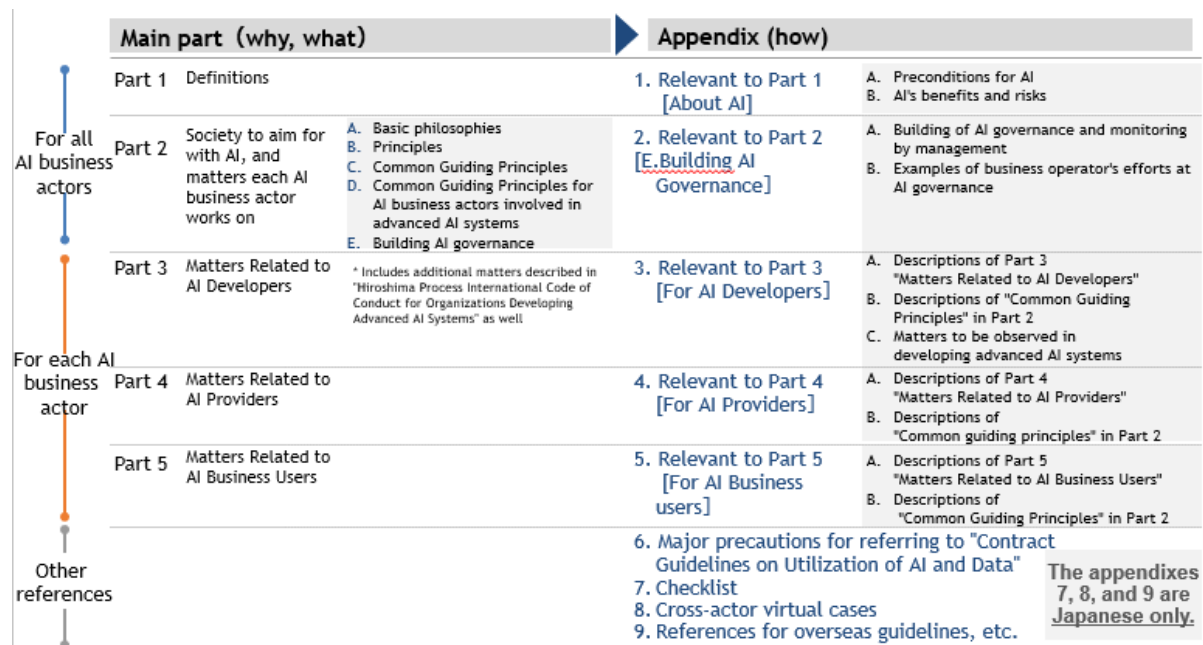 Main part（why, what）
Appendix (how)
For all
AI business
actors
Part 1
Definitions
1. Relevant to Part 1
[About AI]
A. Preconditions for AI
B. AI's benefits and risks
Part 2
Society to aim for
with AI, and
matters each AI
business actor
works on
A. Basic philosophies
B. Principles
C. Common Guiding Principles
D. Common Guiding Principles for
AI business actors involved in
advanced AI systems
E. Building AI governance
2. Relevant to Part 2
[E.Building AI
Governance]
A. Building of AI governance and monitoring
by management
B. Examples of business operator's efforts at
AI governance
For each AI
business
actor
Part 3
Matters Related to
AI Developers
* Includes additional matters described in
"Hiroshima Process International Code of
Conduct for Organizations Developing
Advanced AI Systems" as well
3. Relevant to Part 3
[For AI Developers]
A. Descriptions of Part 3
"Matters Related to AI Developers"
B. Descriptions of "Common Guiding
Principles" in Part 2
C. Matters to be observed in
developing advanced AI systems
Part 4
Matters Related to
AI Providers
4. Relevant to Part 4
[For AI Providers]
A. Descriptions of Part 4
"Matters Related to AI Providers"
B. Descriptions of
"Common guiding principles" in Part 2
Part 5
Matters Related to
AI Business Users
5. Relevant to Part 5
[For AI Business
users]
A. Descriptions of Part 5
"Matters Related to AI Business Users"
B. Descriptions of
"Common Guiding Principles" in Part 2
Other
references
6. Major precautions for referring to "Contract
Guidelines on Utilization of AI and Data"
7. Checklist
8. Cross-actor virtual cases
9. References for overseas guidelines, etc.
The appendixes
7, 8, and 9 are
Japanese only.